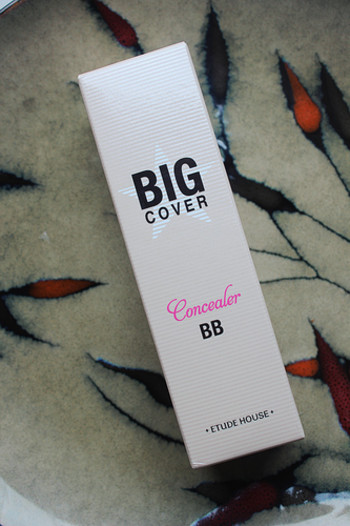 BIG
COVER
Concealer
BB
• ETUDE HOUSE •